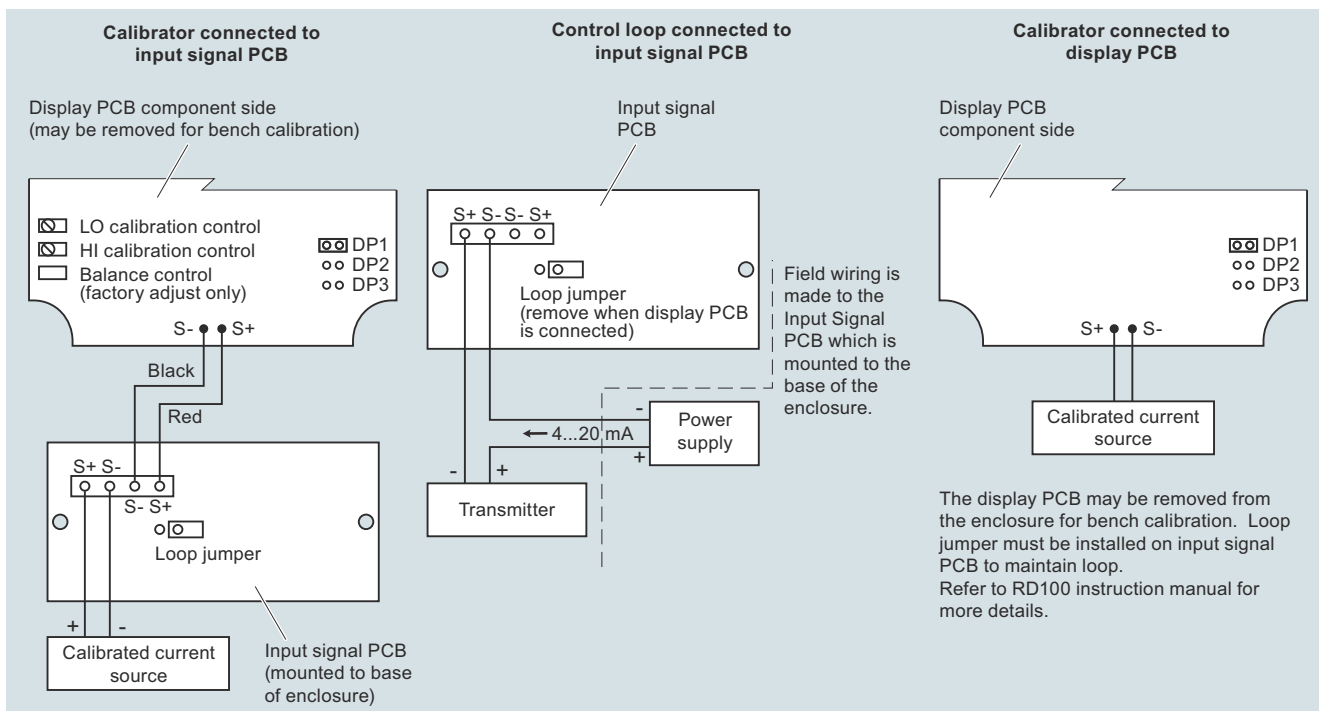 Calibrator connected to
input signal PCB
Display PCB component side
(may be removed for bench calibration)
LO calibration control
HI calibration control
Balance control
(factory adjust only)
DP1
DP2
DP3
S- S+
Black
Red
S+ S-
S- S+
Loop jumper
+ -
Calibrated current
source
Input signal PCB
(mounted to base
of enclosure)
Control loop connected to
input signal PCB
Input signal
PCB
S+ S- S- S+
Loop jumper
(remove when display PCB
is connected)
Field wiring is
made to the
Input Signal
PCB which is
mounted to the
base of the
enclosure.
-
Power
supply
4...20 mA
+
- +
Transmitter
Calibrator connected to
display PCB
Display PCB
component side
DP1
DP2
DP3
S+ S-
Calibrated current
source
The display PCB may be removed from
the enclosure for bench calibration. Loop
jumper must be installed on input signal
PCB to maintain loop.
Refer to RD100 instruction manual for
more details.